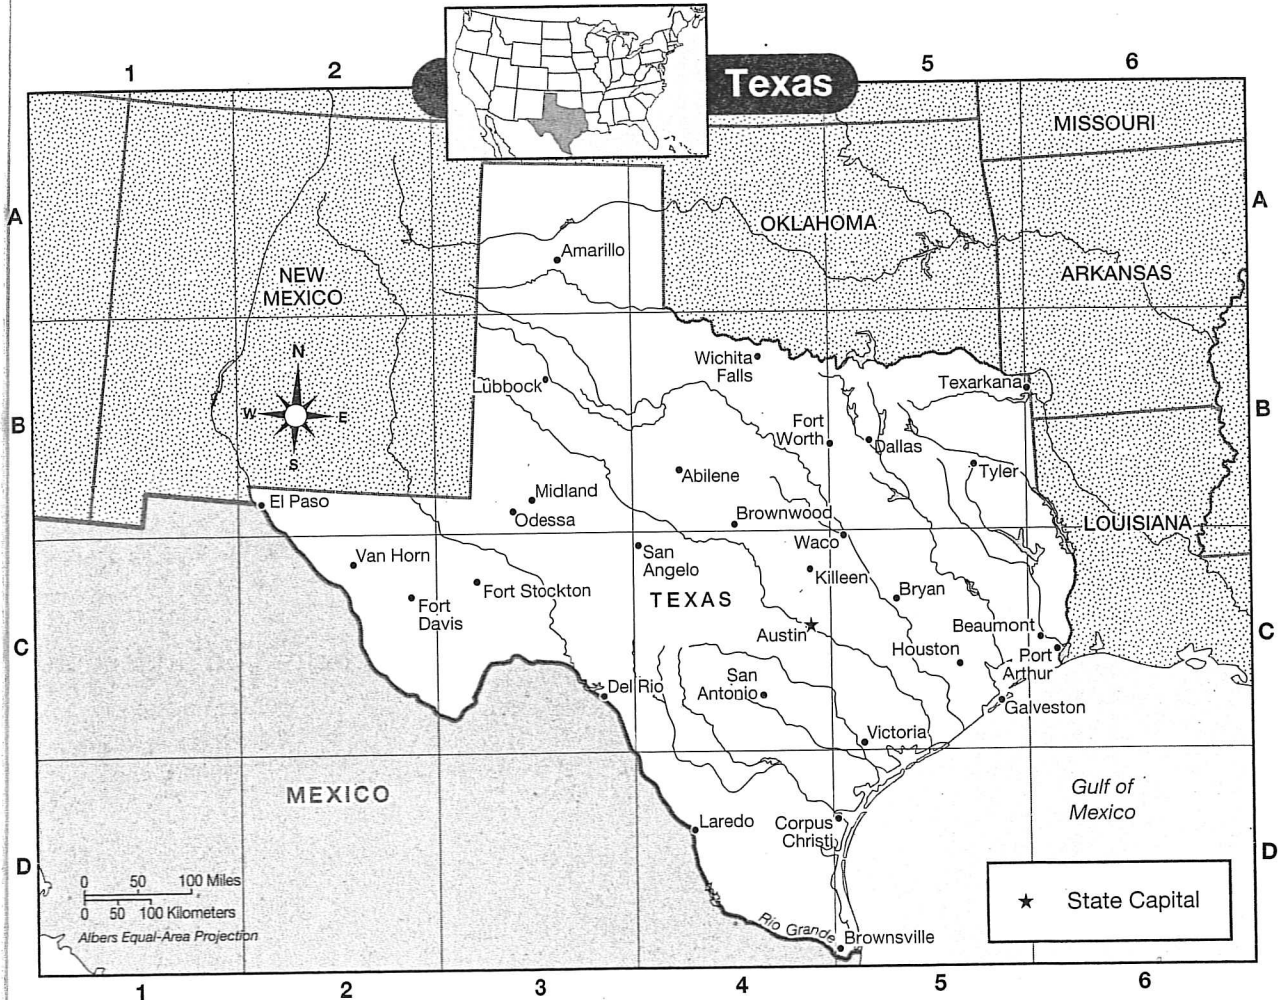 Texas
1
2
5
6
MISSOURI
A
A
OKLAHOMA
Amarillo
NEW
MEXICO
ARKANSAS
N
W
E
S
Wichita
Falls
Lubbock
Texarkana
B
B
Fort
Worth
Dallas
Abilene
Tyler
Midland
Odessa
El Paso
Brownwood
LOUISIANA
Waco
Van Horn
San
Angelo
Killeen
Fort Stockton
Bryan
Fort
Davis
TEXAS
Austin
Beaumont
C
C
Houston
Port
Arthur
San
Antonio
Del Rio
Galveston
Victoria
MEXICO
Gulf of
Mexico
Laredo
Corpus
Christi
D
D
0 50 100 Miles
0 50 100 Kilometers
Albers Equal-Area Projection
★ State Capital
Rio Grande
Brownsville
1
2
3
4
5
6